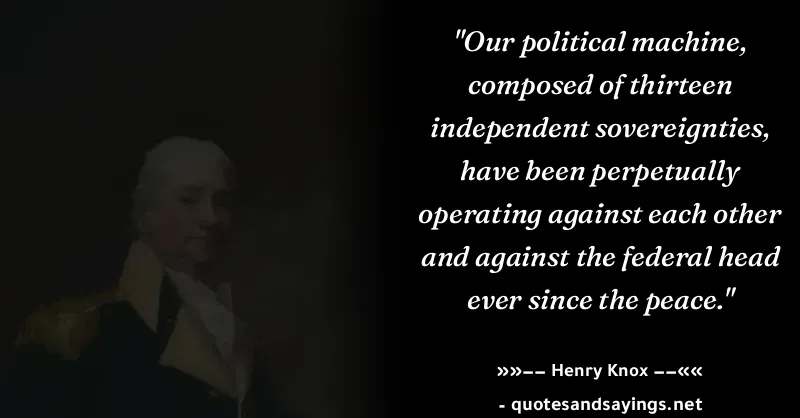 "Our political machine,
composed of thirteen
independent sovereignties,
have been perpetually
operating against each other
and against the federal head
ever since the peace."
»»–– Henry Knox ––««
- quotesandsayings.net